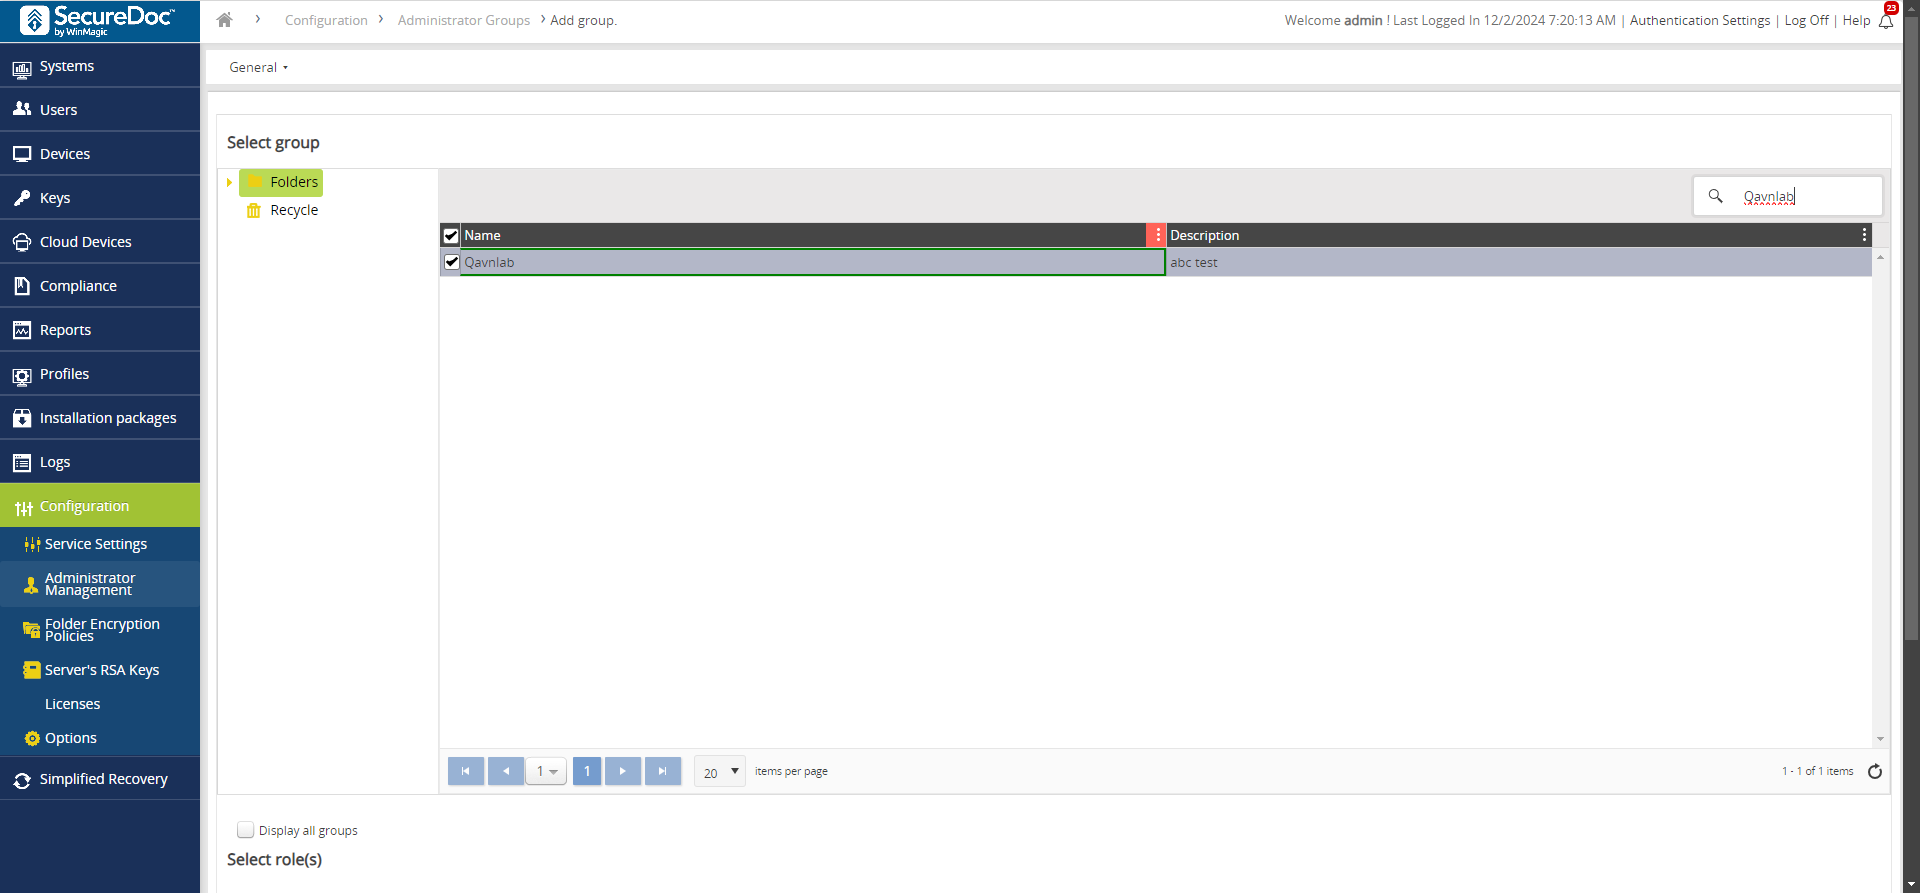 SecureDoc™
by WinMagic
Configuration
Administrator Groups
Add group.
Welcome admin ! Last Logged In 12/2/2024 7:20:13 AM | Authentication Settings | Log Off | Help
23
Systems
Users
Devices
Keys
Cloud Devices
Compliance
Reports
Profiles
Installation packages
Logs
Configuration
Service Settings
Administrator
Management
Folder Encryption
Policies
Server's RSA Keys
Licenses
Options
Simplified Recovery
General
Select group
Folders
Recycle
Qavnlab
Name
Description
Qavnlab
abc test
1
1
20
items per page
1 - 1 of 1 items
Display all groups
Select role(s)